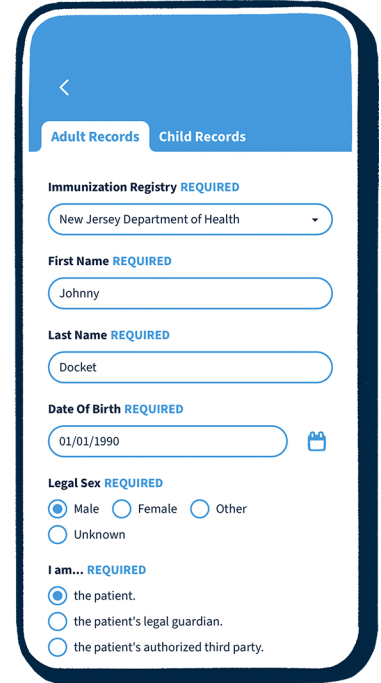 Adult Records Child Records
Immunization Registry REQUIRED
New Jersey Department of Health
First Name REQUIRED
Johnny
Last Name REQUIRED
Docket
Date Of Birth REQUIRED
01/01/1990
Legal Sex REQUIRED
Male Female Other
Unknown
I am... REQUIRED
the patient.
the patient's legal guardian.
the patient's authorized third party.